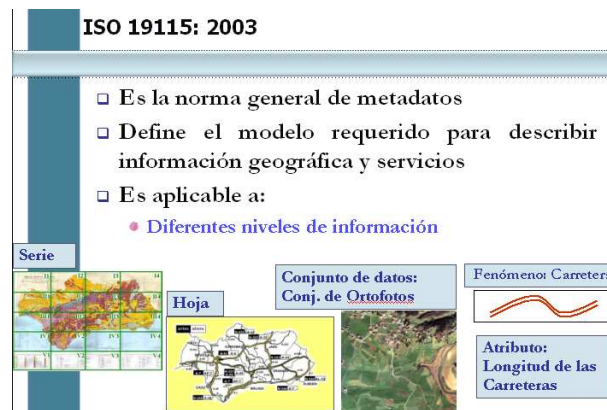 ISO 19115: 2003
Es la norma general de metadatos
Define el modelo requerido para describir
información geográfica y servicios
Es aplicable a:
Diferentes niveles de información
Serie
Hoja
Conjunto de datos:
Conj. de Ortofotos
Fenómeno: Carretera
Atributo:
Longitud de las
Carreteras